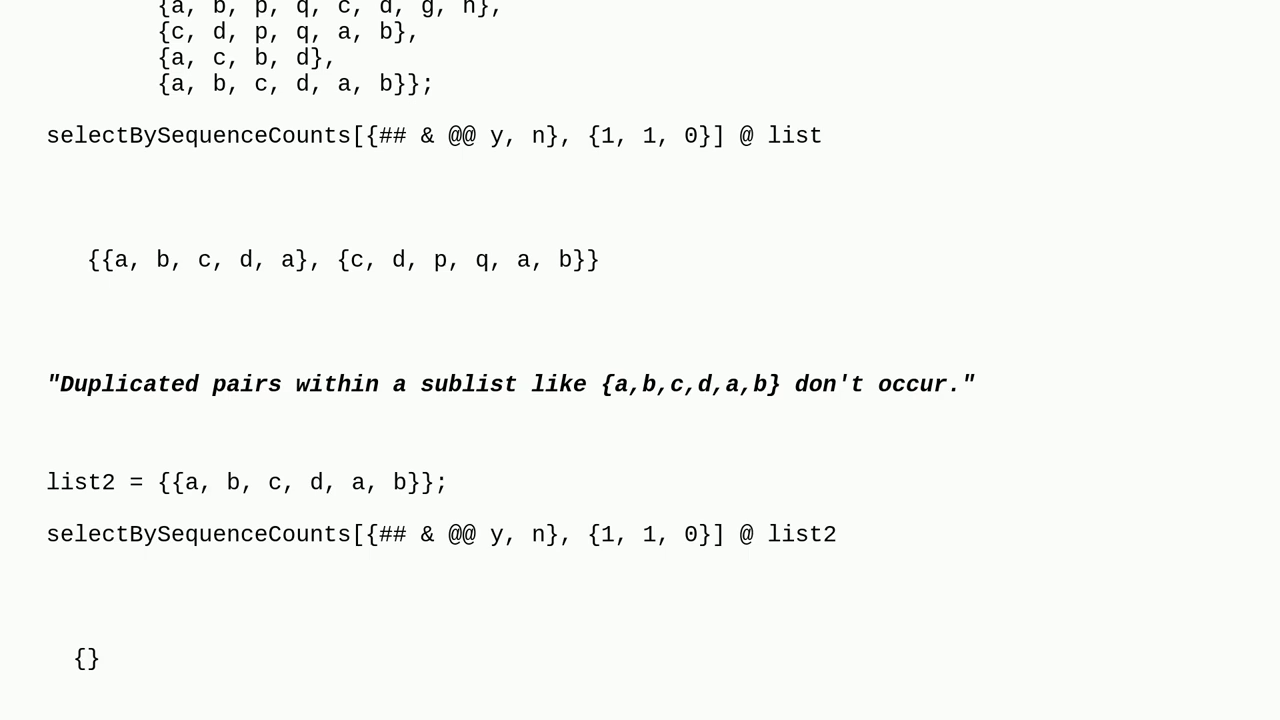 {a, b, p, q, c, d, g, h},
{c, d, p, q, a, b},
{a, c, b, d},
{a, b, c, d, a, b}};
selectBySequenceCounts[{## & @@ y, n}, {1, 1, 0}] @ list
{{a, b, c, d, a}, {c, d, p, q, a, b}}
"Duplicated pairs within a sublist like {a,b,c,d,a,b} don't occur."
list2 = {{a, b, c, d, a, b}};
selectBySequenceCounts[{## & @@ y, n}, {1, 1, 0}] @ list2
{}